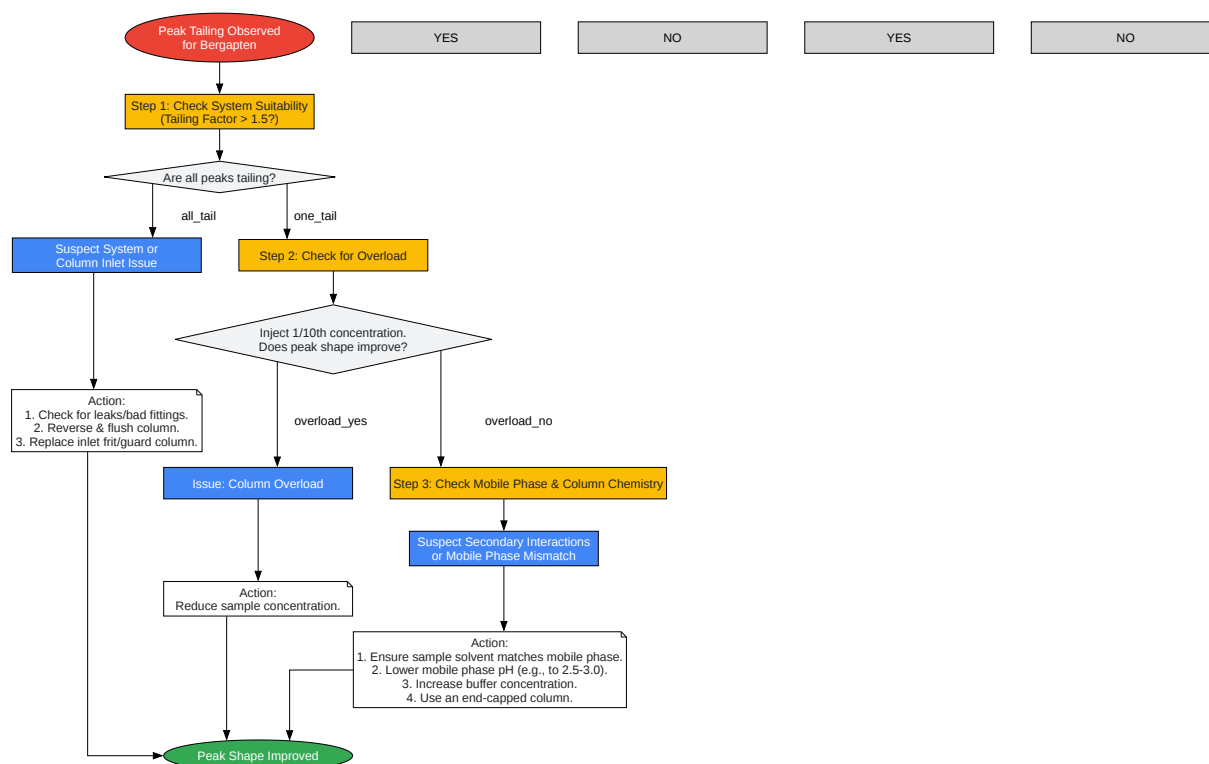 Peak Tailing Observed
for Bergapten
YES
NO
YES
NO
Step 1: Check System Suitability
(Tailing Factor > 1.5?)
Are all peaks tailing?
all_tail
one_tail
Suspect System or
Column Inlet Issue
Step 2: Check for Overload
Inject 1/10th concentration.
Does peak shape improve?
Action:
1. Check for leaks/bad fittings.
2. Reverse & flush column.
3. Replace inlet frit/guard column.
overload_yes
overload_no
Issue: Column Overload
Step 3: Check Mobile Phase & Column Chemistry
Suspect Secondary Interactions
or Mobile Phase Mismatch
Action:
Reduce sample concentration.
Action:
1. Ensure sample solvent matches mobile phase.
2. Lower mobile phase pH (e.g., to 2.5-3.0).
3. Increase buffer concentration.
4. Use an end-capped column.
Peak Shape Improved